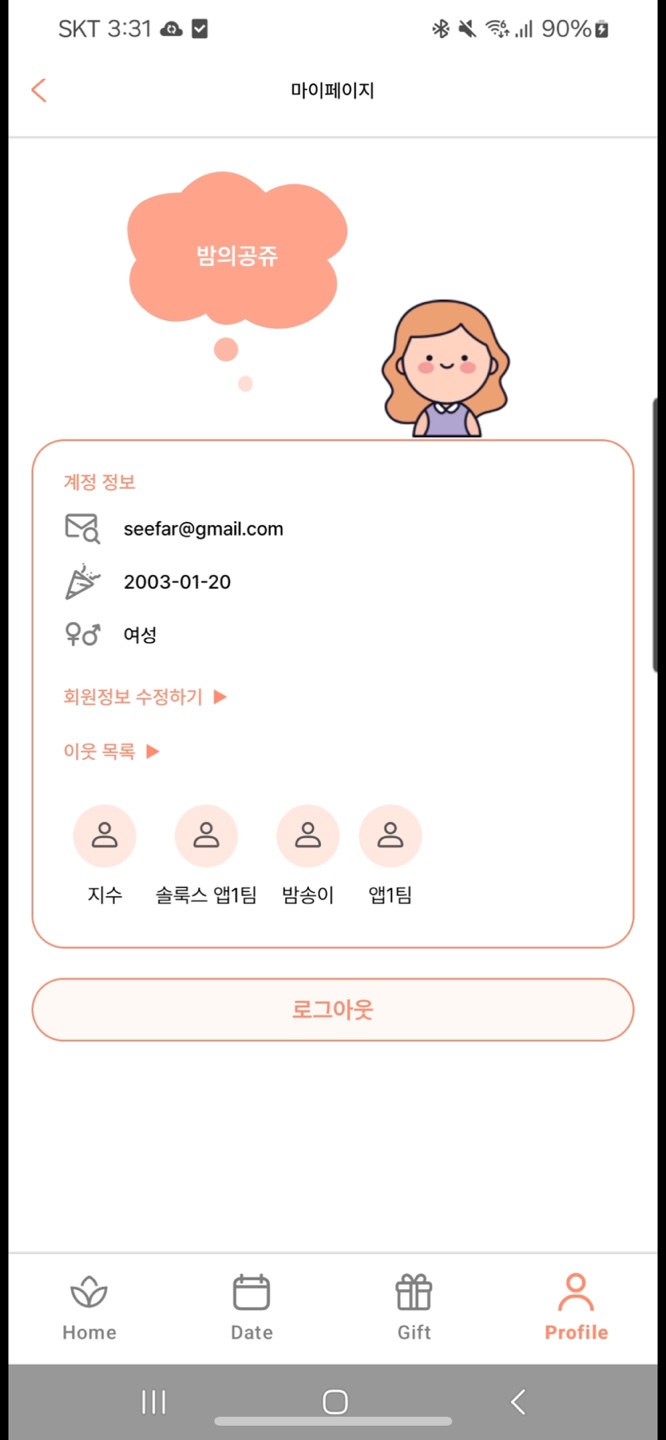 SKT 3:31 90%
마이페이지
밤의공쥬
계정 정보
seefar@gmail.com
2003-01-20
여성
회원정보 수정하기 ▶
이웃 목록 ▶
지수 솔룩스 앱1팀 밤송이 앱1팀
로그아웃
Home Date Gift Profile